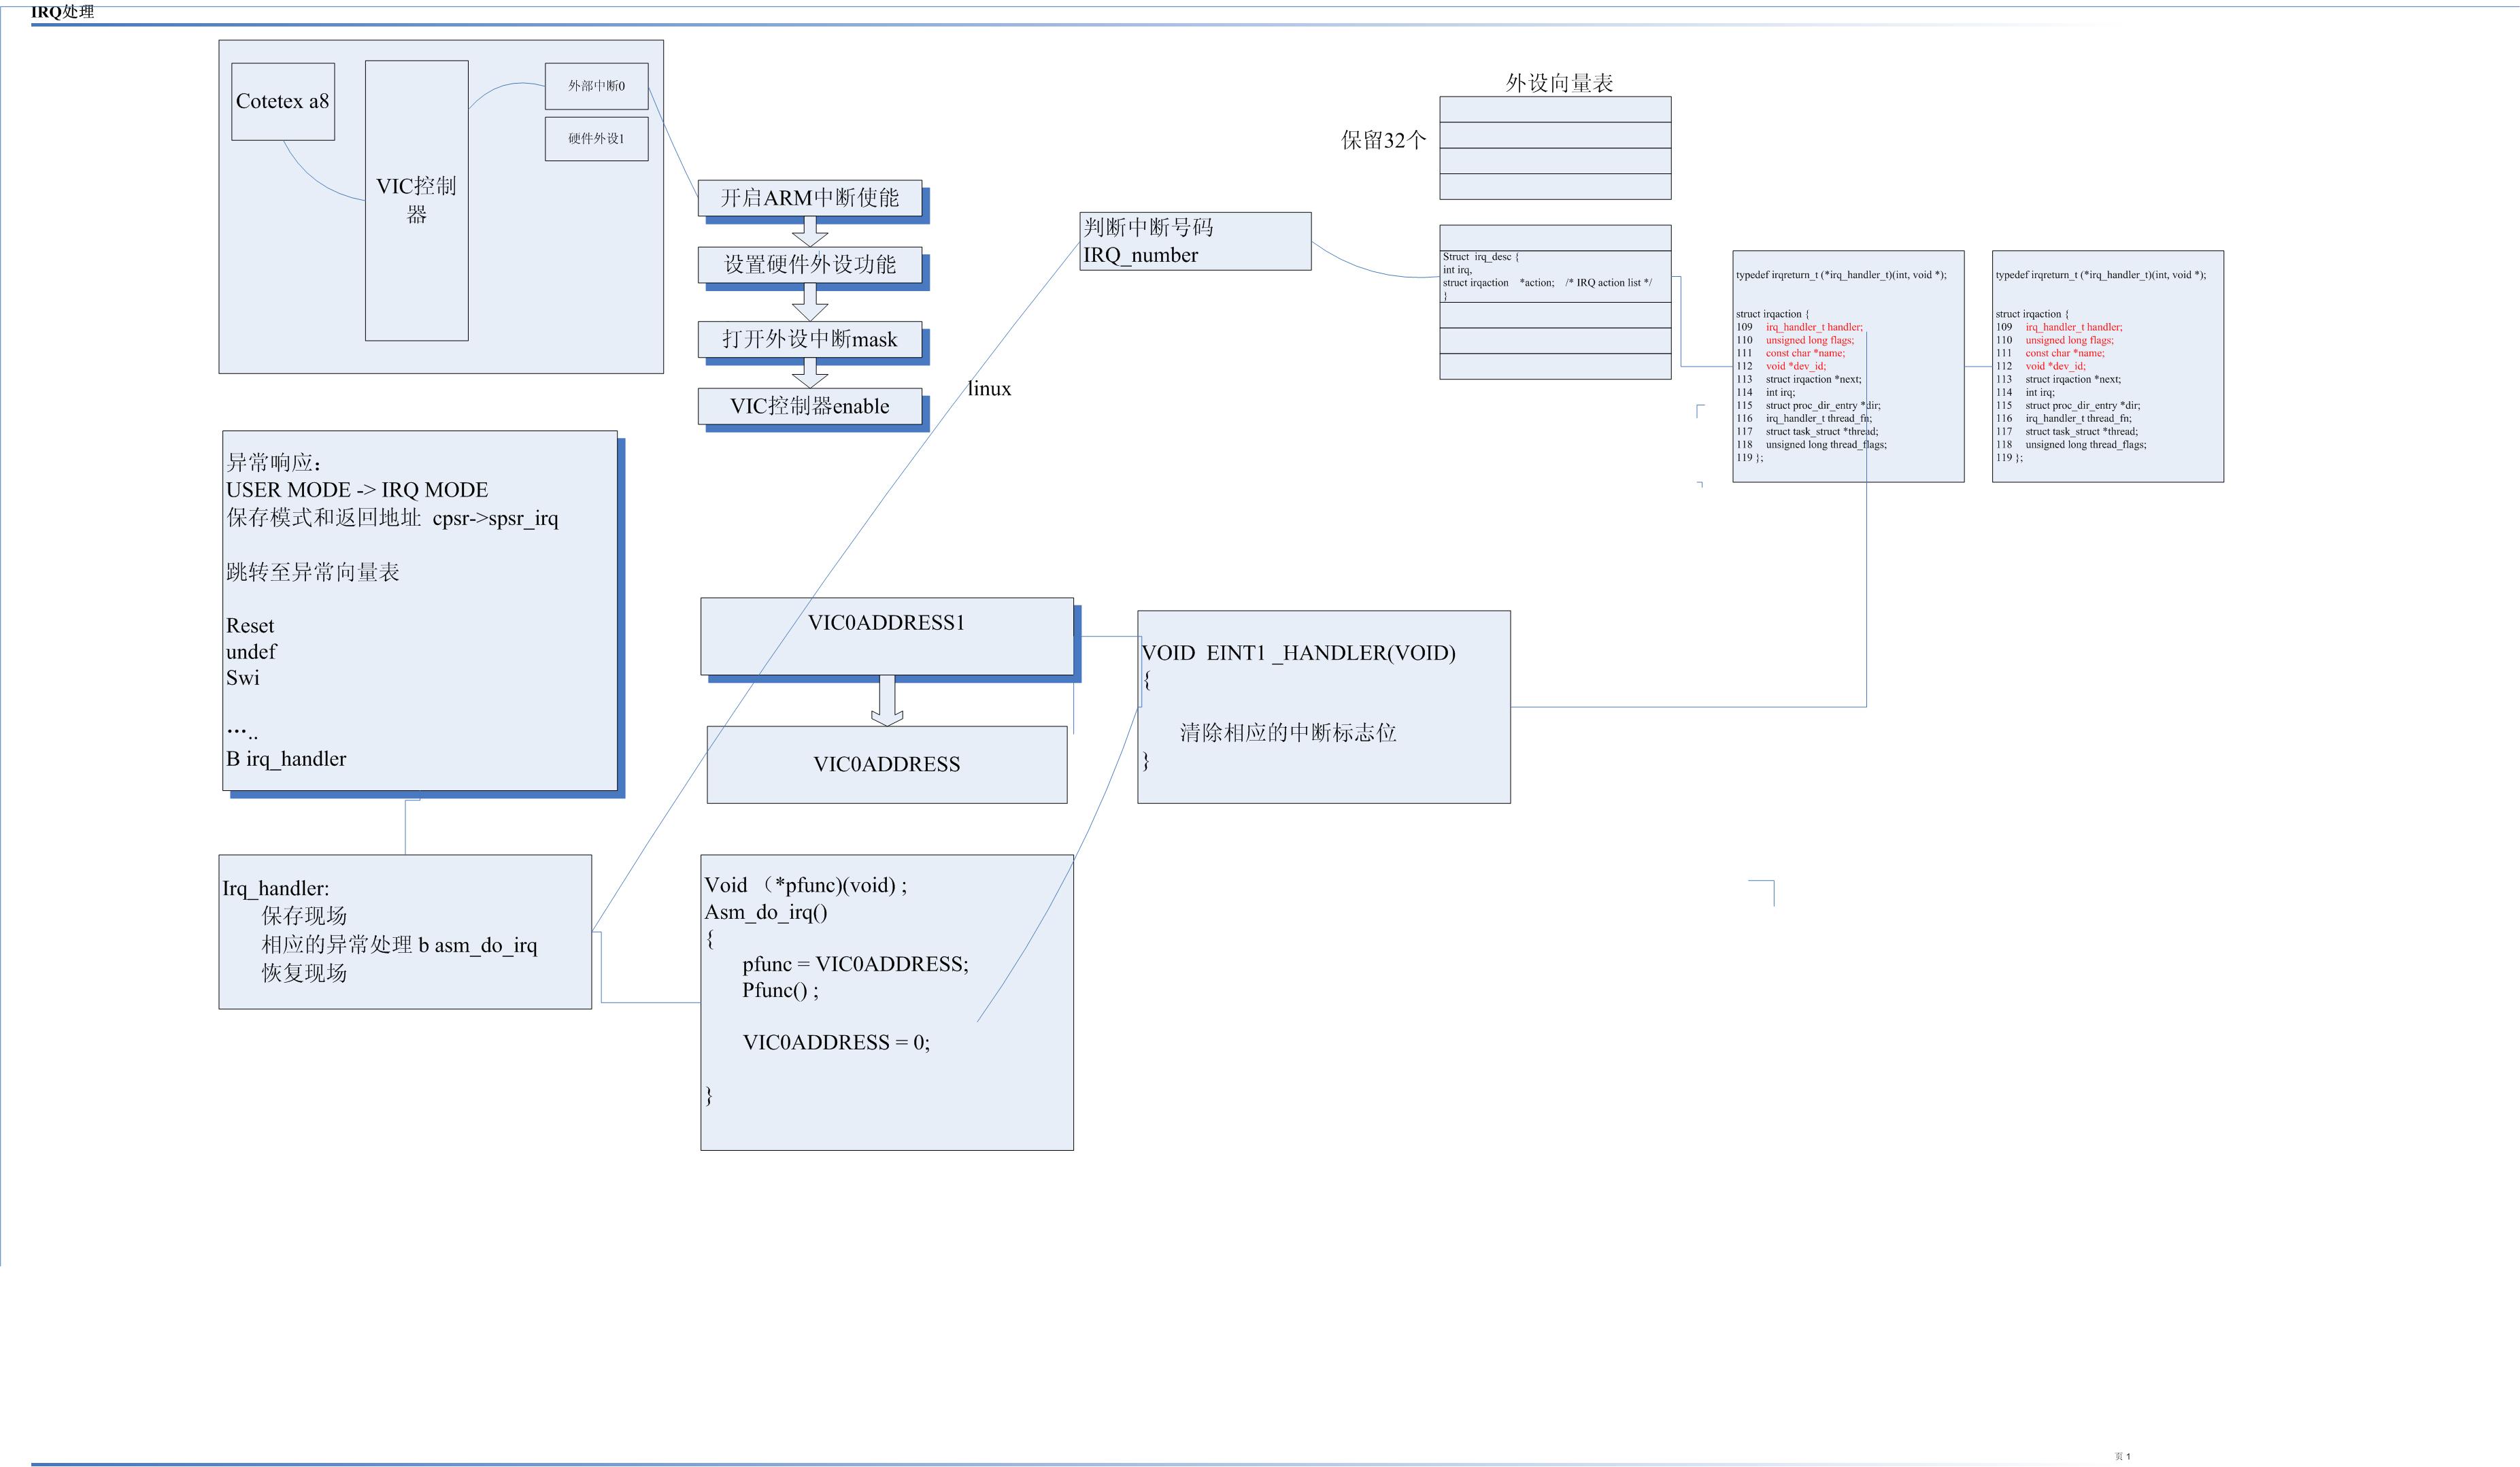 IRQ处理
Cotetex a8
VIC控制
器
外部中断0
硬件外设1
开启ARM中断使能
设置硬件外设功能
打开外设中断mask
VIC控制器enable
linux
判断中断号码
IRQ_number
外设向量表
保留32个
Struct  irq_desc {
int irq,
struct irqaction    *action;    /* IRQ action list */
}
typedef irqreturn_t (*irq_handler_t)(int, void *);
struct irqaction {
109    irq_handler_t handler;
110    unsigned long flags;
111    const char *name;
112    void *dev_id;
113    struct irqaction *next;
114    int irq;
115    struct proc_dir_entry *dir;
116    irq_handler_t thread_fn;
117    struct task_struct *thread;
118    unsigned long thread_flags;
119 };
typedef irqreturn_t (*irq_handler_t)(int, void *);
struct irqaction {
109    irq_handler_t handler;
110    unsigned long flags;
111    const char *name;
112    void *dev_id;
113    struct irqaction *next;
114    int irq;
115    struct proc_dir_entry *dir;
116    irq_handler_t thread_fn;
117    struct task_struct *thread;
118    unsigned long thread_flags;
119 };
异常响应：
USER MODE -> IRQ MODE
保存模式和返回地址  cpsr->spsr_irq
跳转至异常向量表
Reset
undef
Swi
…..
B irq_handler
VIC0ADDRESS1
VIC0ADDRESS
VOID  EINT1 _HANDLER(VOID)
{
清除相应的中断标志位
}
Irq_handler:
保存现场
相应的异常处理 b asm_do_irq
恢复现场
Void （*pfunc)(void) ;
Asm_do_irq()
{
pfunc = VIC0ADDRESS;
Pfunc() ;
VIC0ADDRESS = 0;
}
页 1